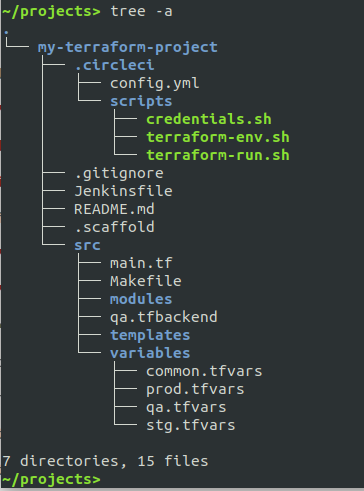 ~/projects> tree -a
.
└── my-terraform-project
    ├── .circleci
    │   ├── config.yml
    │   └── scripts
    │       ├── credentials.sh
    │       ├── terraform-env.sh
    │       └── terraform-run.sh
    ├── .gitignore
    ├── Jenkinsfile
    ├── README.md
    ├── .scaffold
    └── src
        ├── main.tf
        ├── Makefile
        ├── modules
        ├── qa.tfbackend
        ├── templates
        └── variables
            ├── common.tfvars
            ├── prod.tfvars
            ├── qa.tfvars
            └── stg.tfvars
7 directories, 15 files
~/projects>